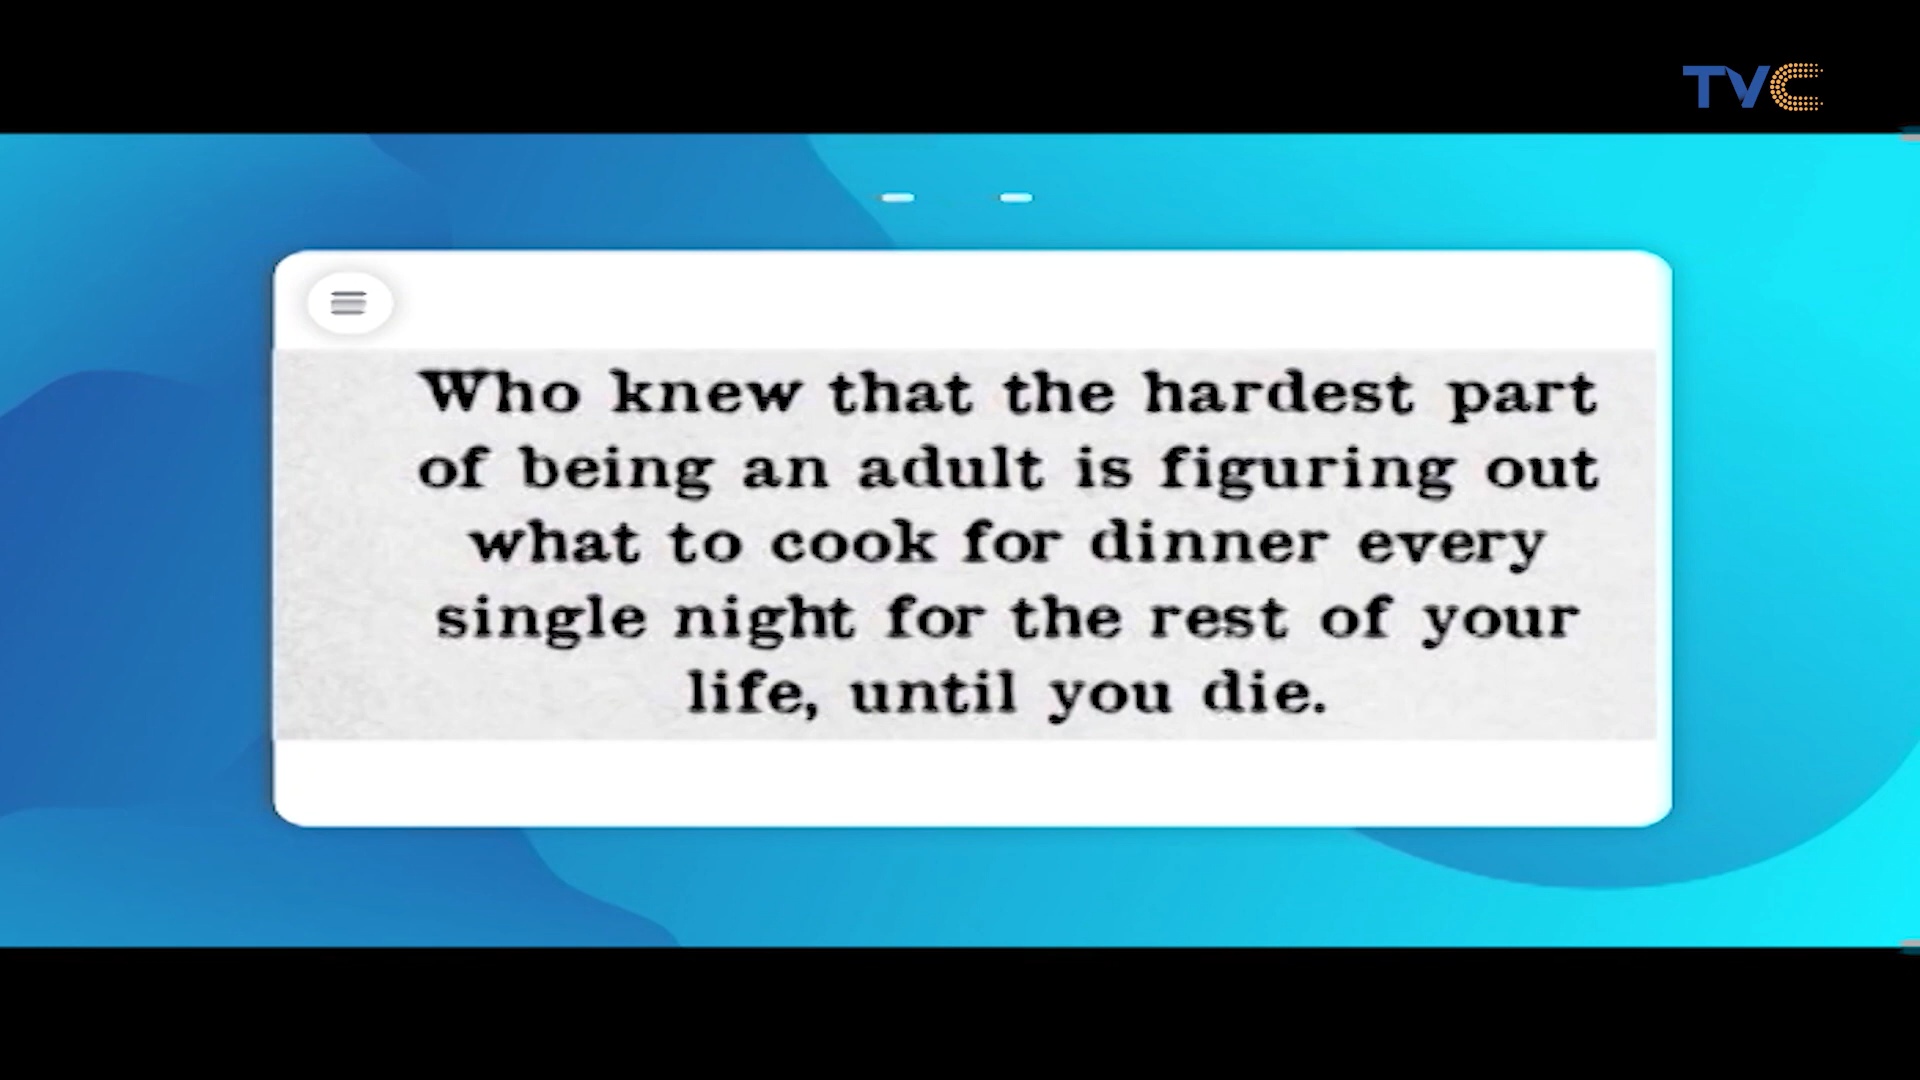 TVC
Who knew that the hardest part
of being an adult is figuring out
what to cook for dinner every
single night for the rest of your
life, until you die.